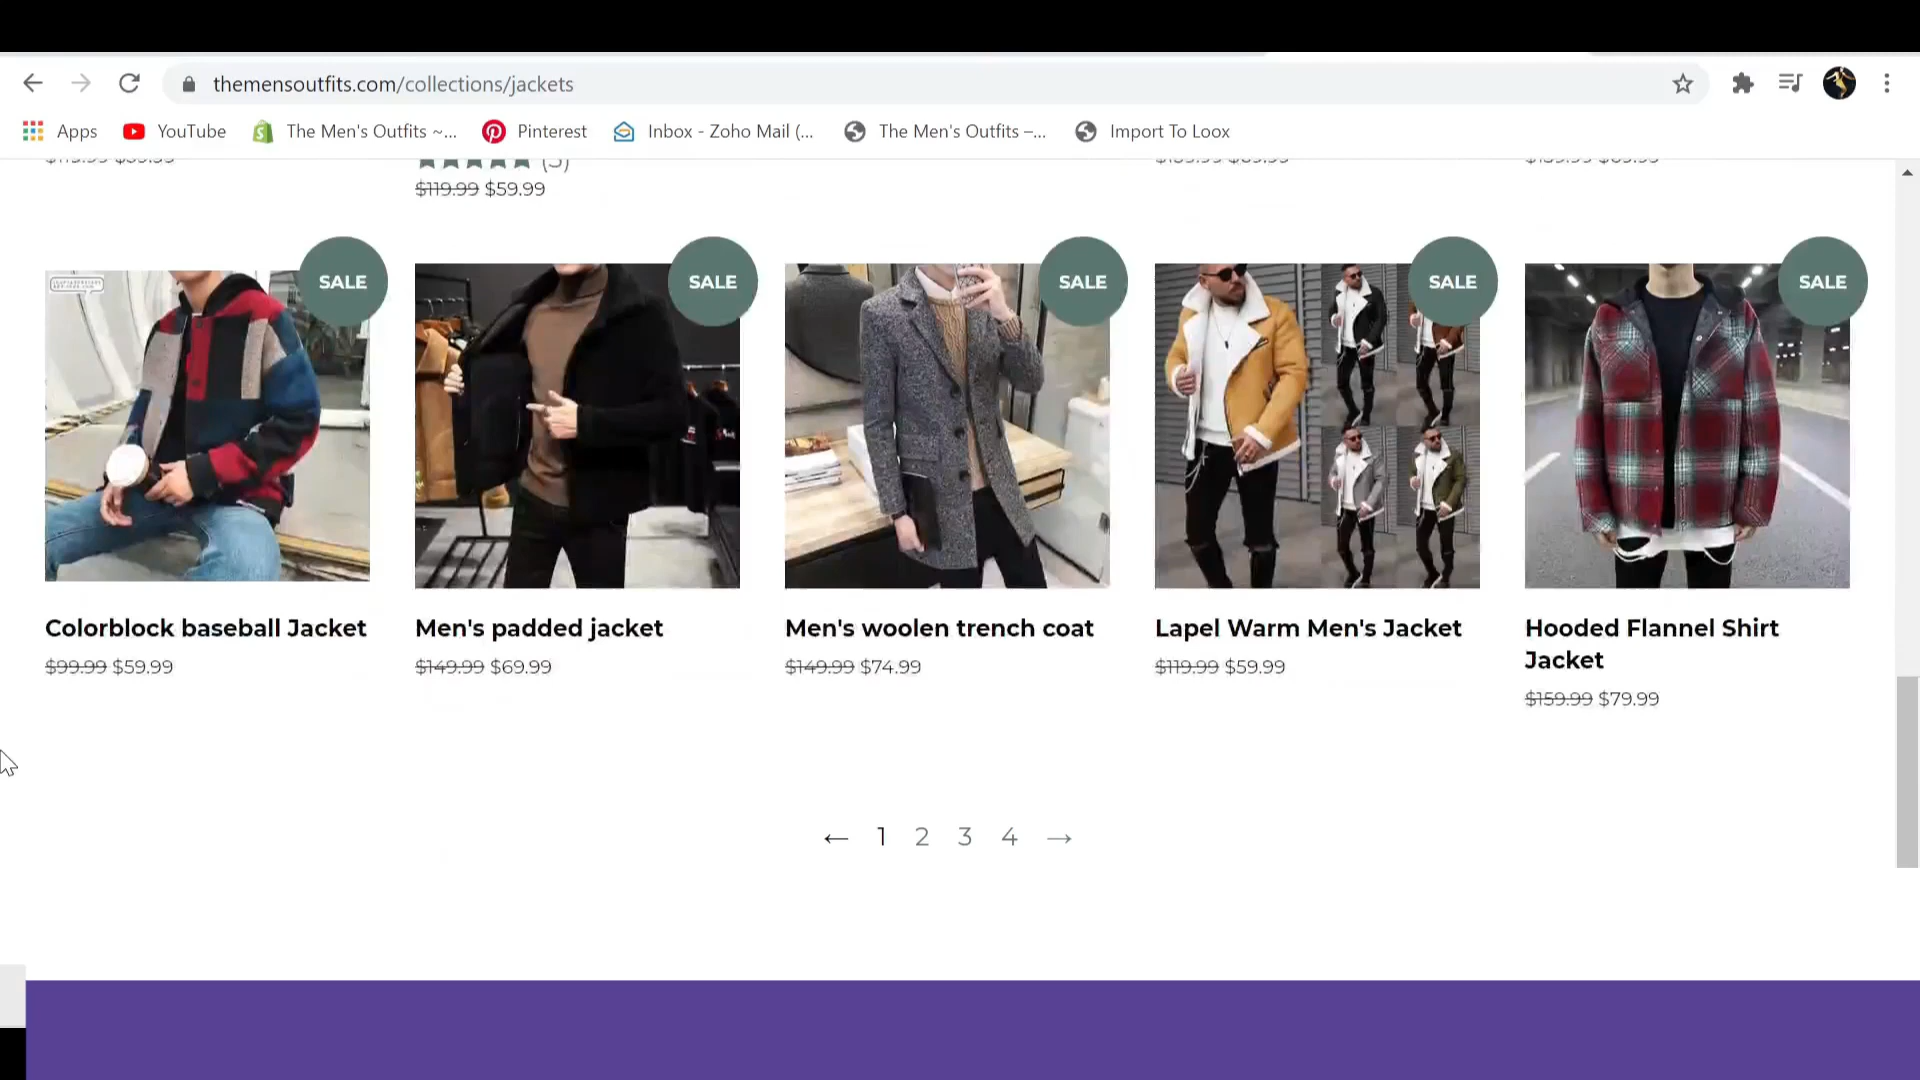 themensoutfits.com/collections/jackets
Apps YouTube The Men's Outfits ~... Pinterest Inbox - Zoho Mail (... The Men's Outfits –... Import To Loox
$119.99 $59.99
SALE SALE SALE SALE SALE
Colorblock baseball Jacket
$99.99 $59.99
Men's padded jacket
$149.99 $69.99
Men's woolen trench coat
$149.99 $74.99
Lapel Warm Men's Jacket
$119.99 $59.99
Hooded Flannel Shirt
Jacket
$159.99 $79.99
← 1 2 3 4 →